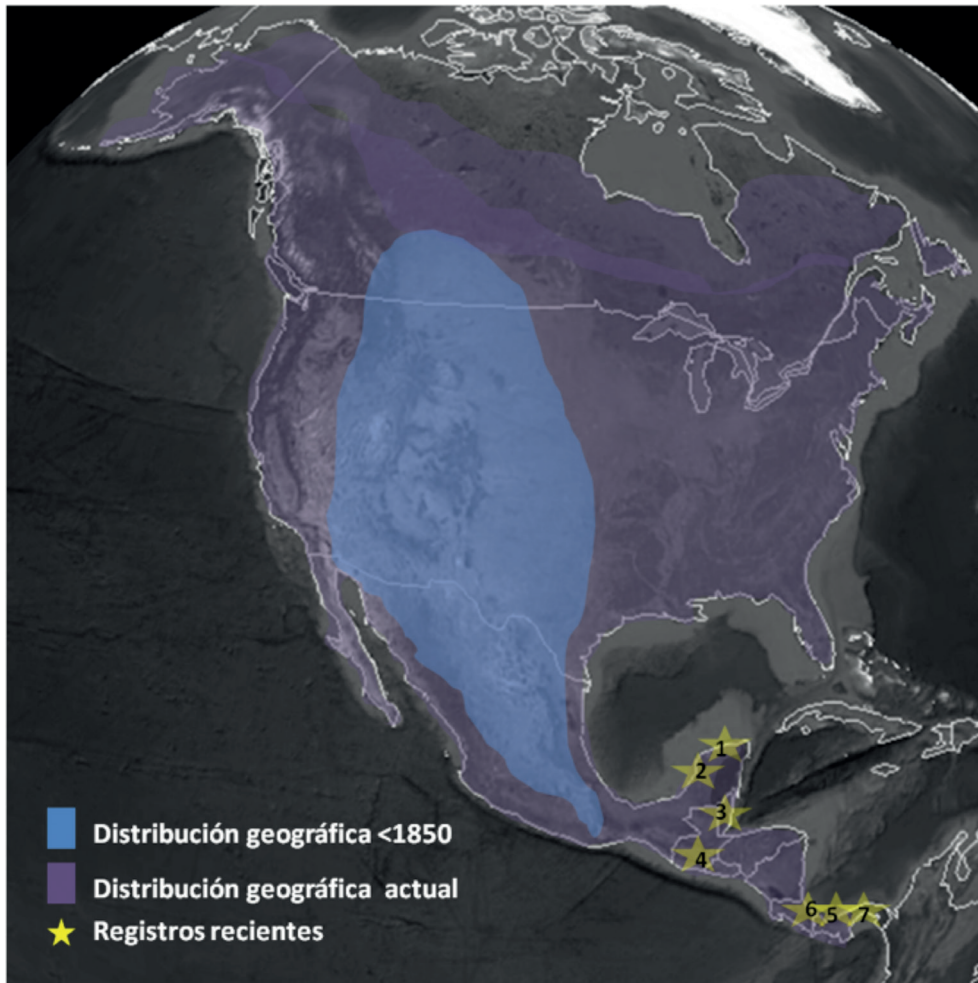 1
2
3
4
6 5 7
Distribución geográfica <1850
Distribución geográfica actual
Registros recientes